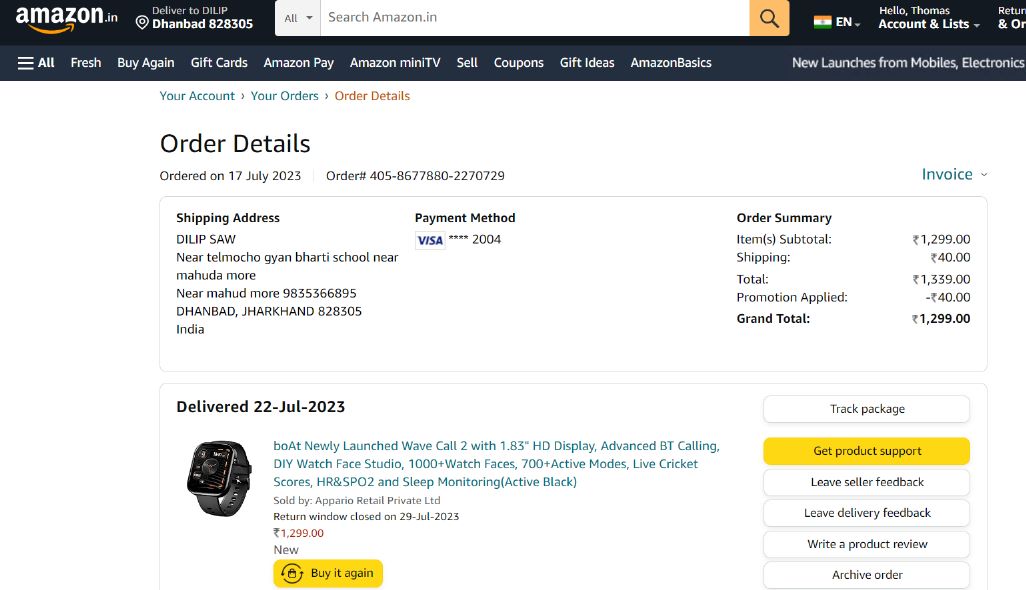 amazon.in
Deliver to DILIP
Dhanbad 828305
All
Search Amazon.in
EN
Hello, Thomas
Account & Lists
Retur
& Or
All Fresh Buy Again Gift Cards Amazon Pay Amazon miniTV Sell Coupons Gift Ideas AmazonBasics New Launches from Mobiles, Electronics
Your Account › Your Orders › Order Details
Order Details
Ordered on 17 July 2023 Order# 405-8677880-2270729
Invoice
Shipping Address
DILIP SAW
Near telmocho gyan bharti school near
mahuda more
Near mahud more 9835366895
DHANBAD, JHARKHAND 828305
India
Payment Method
VISA **** 2004
Order Summary
Item(s) Subtotal: ₹1,299.00
Shipping: ₹40.00
Total: ₹1,339.00
Promotion Applied: -₹40.00
Grand Total: ₹1,299.00
Delivered 22-Jul-2023
boAt Newly Launched Wave Call 2 with 1.83" HD Display, Advanced BT Calling,
DIY Watch Face Studio, 1000+Watch Faces, 700+Active Modes, Live Cricket
Scores, HR&SPO2 and Sleep Monitoring(Active Black)
Sold by: Appario Retail Private Ltd
Return window closed on 29-Jul-2023
₹1,299.00
New
Buy it again
Track package
Get product support
Leave seller feedback
Leave delivery feedback
Write a product review
Archive order